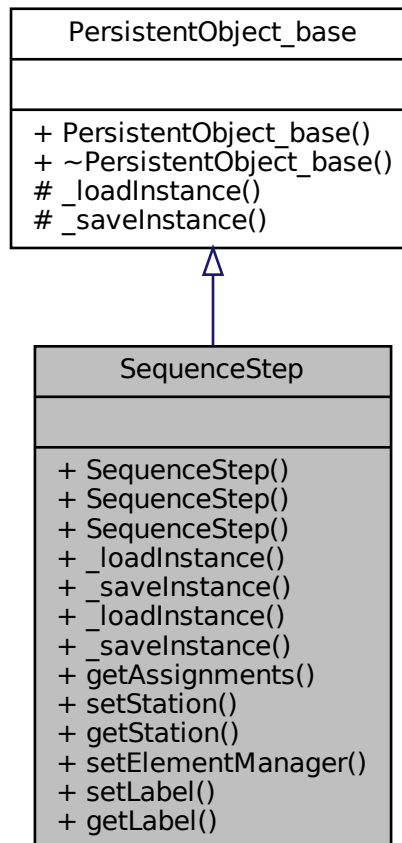 PersistentObject_base
+ PersistentObject_base()
+ ~PersistentObject_base()
# _loadInstance()
# _saveInstance()
SequenceStep
+ SequenceStep()
+ SequenceStep()
+ SequenceStep()
+ _loadInstance()
+ _saveInstance()
+ _loadInstance()
+ _saveInstance()
+ getAssignments()
+ setStation()
+ getStation()
+ setElementManager()
+ setLabel()
+ getLabel()